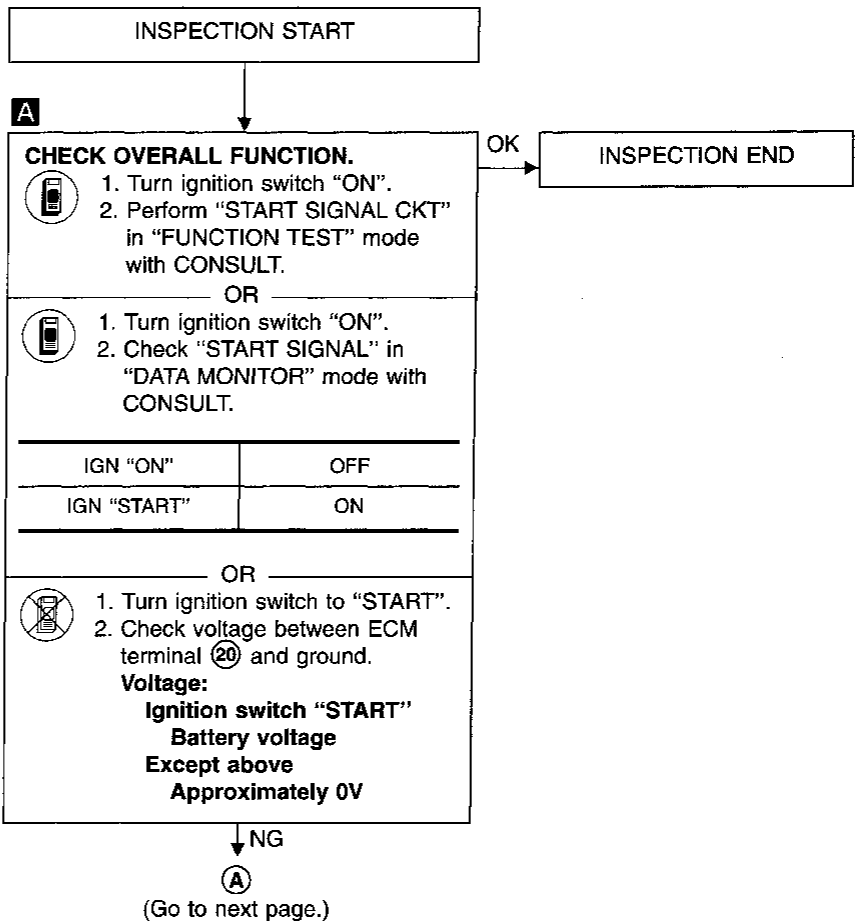 INSPECTION START
A
CHECK OVERALL FUNCTION.
1. Turn ignition switch “ON”.
2. Perform “START SIGNAL CKT”
in “FUNCTION TEST” mode
with CONSULT.
OK
INSPECTION END
OR
1. Turn ignition switch “ON”.
2. Check “START SIGNAL” in
“DATA MONITOR” mode with
CONSULT.
IGN “ON” OFF
IGN “START” ON
OR
1. Turn ignition switch to “START”.
2. Check voltage between ECM
terminal 20 and ground.
Voltage:
Ignition switch “START”
Battery voltage
Except above
Approximately 0V
NG
A
(Go to next page.)